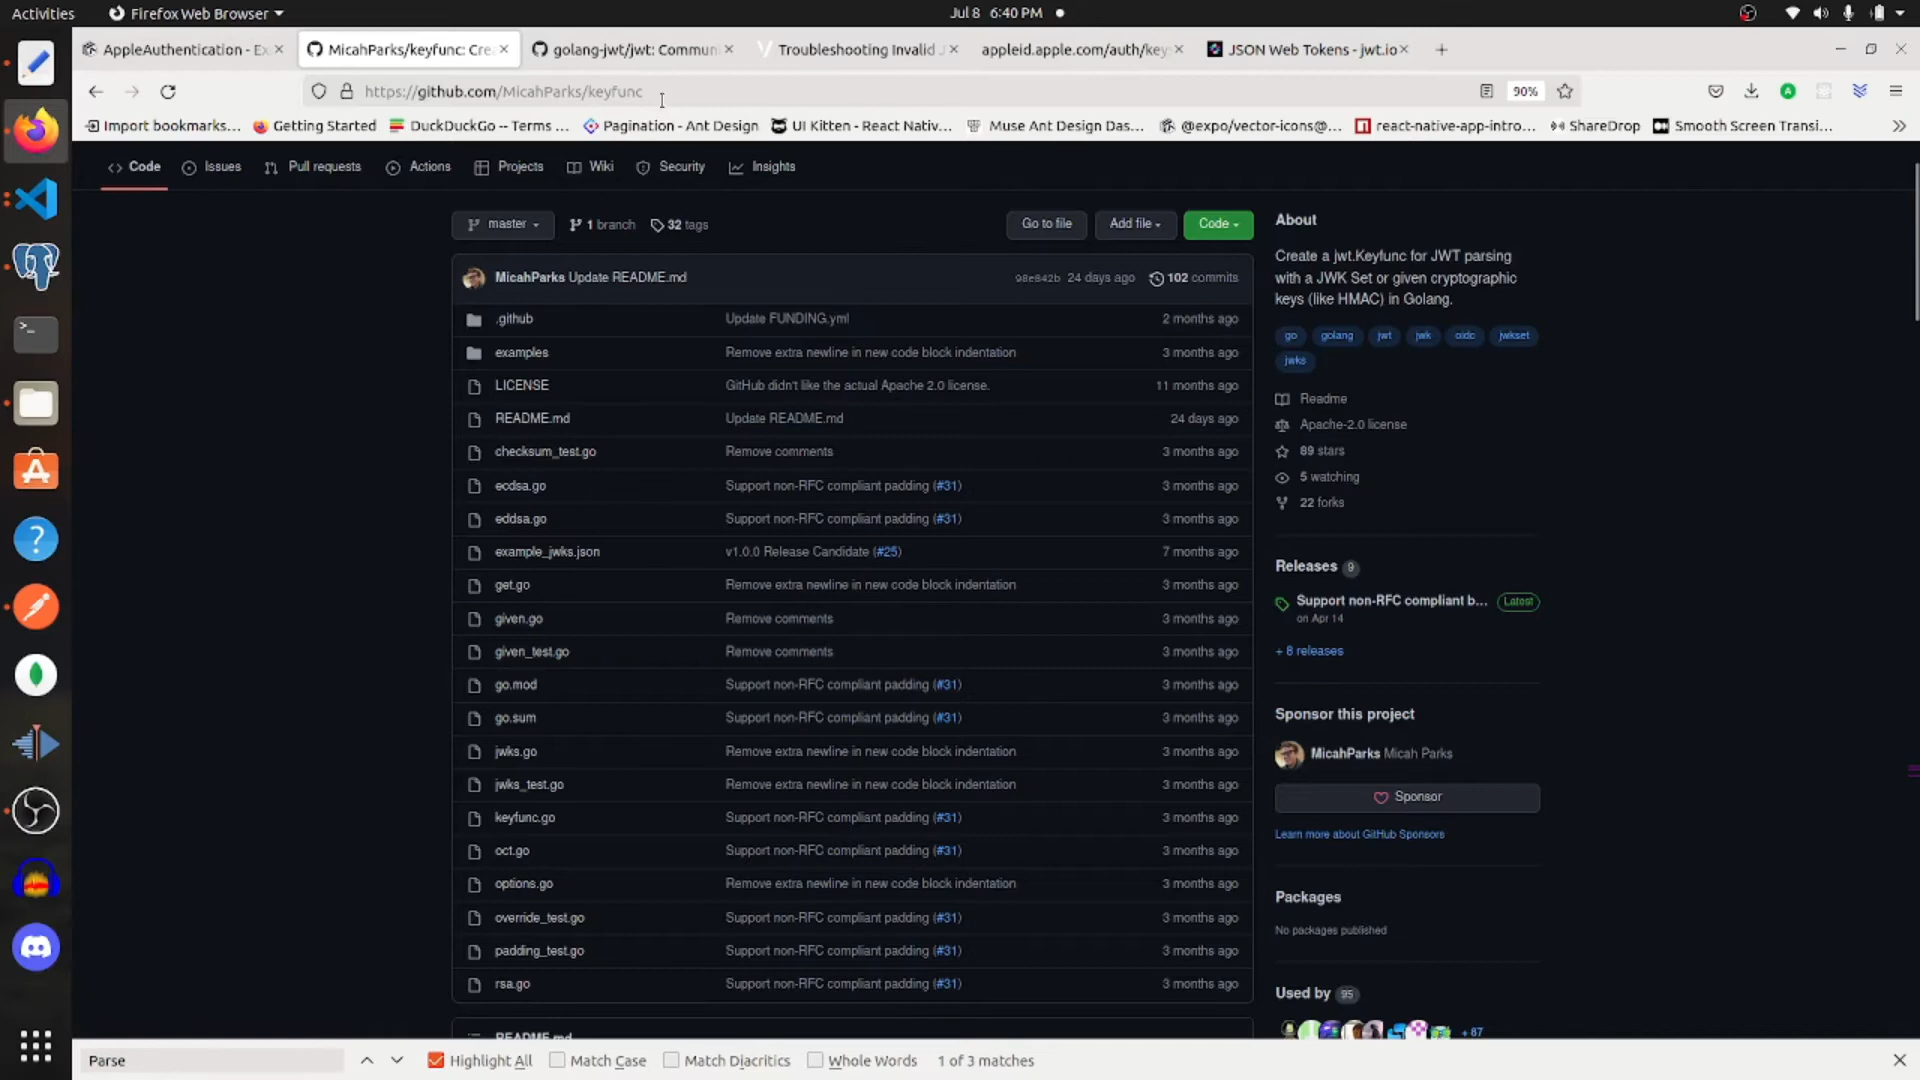 Activities
Firefox Web Browser
Jul 8 6:40 PM
AppleAuthentication - Ex
MicahParks/keyfunc: Cre
golang-jwt/jwt: Commun
Troubleshooting Invalid J
appleid.apple.com/auth/key
JSON Web Tokens - jwt.io
https://github.com/MicahParks/keyfunc
90%
Import bookmarks...
Getting Started
DuckDuckGo -- Terms ...
Pagination - Ant Design
UI Kitten - React Nativ...
Muse Ant Design Das...
@expo/vector-icons@...
react-native-app-intro...
ShareDrop
Smooth Screen Transi...
Code
Issues
Pull requests
Actions
Projects
Wiki
Security
Insights
master
1 branch
32 tags
Go to file
Add file
Code
MicahParks Update README.md
98e842b 24 days ago
102 commits
.github Update FUNDING.yml 2 months ago
examples Remove extra newline in new code block indentation 3 months ago
LICENSE GitHub didn't like the actual Apache 2.0 license. 11 months ago
README.md Update README.md 24 days ago
checksum_test.go Remove comments 3 months ago
ecdsa.go Support non-RFC compliant padding (#31) 3 months ago
eddsa.go Support non-RFC compliant padding (#31) 3 months ago
example_jwks.json v1.0.0 Release Candidate (#25) 7 months ago
get.go Remove extra newline in new code block indentation 3 months ago
given.go Remove comments 3 months ago
given_test.go Remove comments 3 months ago
go.mod Support non-RFC compliant padding (#31) 3 months ago
go.sum Support non-RFC compliant padding (#31) 3 months ago
jwks.go Remove extra newline in new code block indentation 3 months ago
jwks_test.go Remove extra newline in new code block indentation 3 months ago
keyfunc.go Support non-RFC compliant padding (#31) 3 months ago
oct.go Support non-RFC compliant padding (#31) 3 months ago
options.go Remove extra newline in new code block indentation 3 months ago
override_test.go Support non-RFC compliant padding (#31) 3 months ago
padding_test.go Support non-RFC compliant padding (#31) 3 months ago
rsa.go Support non-RFC compliant padding (#31) 3 months ago
README.md
About
Create a jwt.Keyfunc for JWT parsing
with a JWK Set or given cryptographic
keys (like HMAC) in Golang.
go golang jwt jwk oidc jwkset
jwks
Readme
Apache-2.0 license
89 stars
5 watching
22 forks
Releases 9
Support non-RFC compliant b... Latest
on Apr 14
+ 8 releases
Sponsor this project
MicahParks Micah Parks
Sponsor
Learn more about GitHub Sponsors
Packages
No packages published
Used by 95
+ 87
Parse
Highlight All
Match Case
Match Diacritics
Whole Words
1 of 3 matches